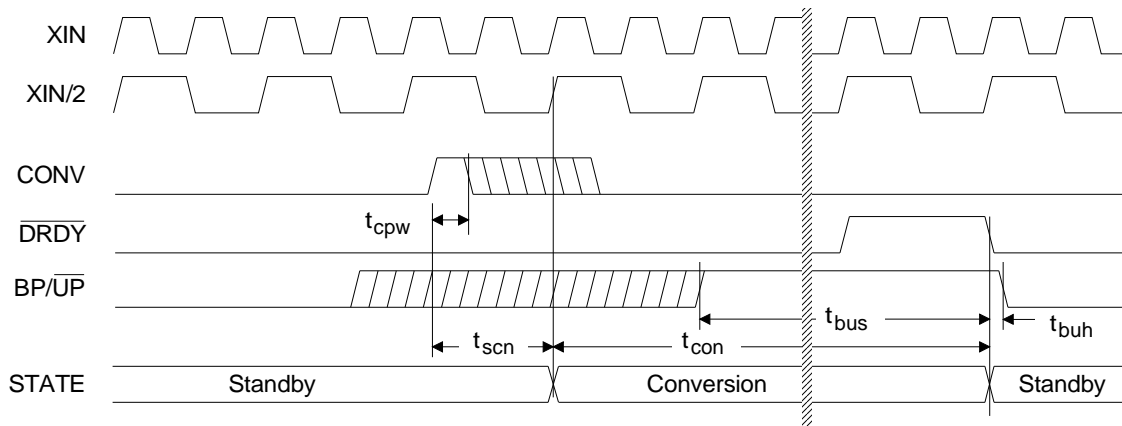 XIN
XIN/2
CONV
tcpw
DRDY
BP/UP
tbus
tbuh
tscn
tcon
STATE
Standby
Conversion
Standby